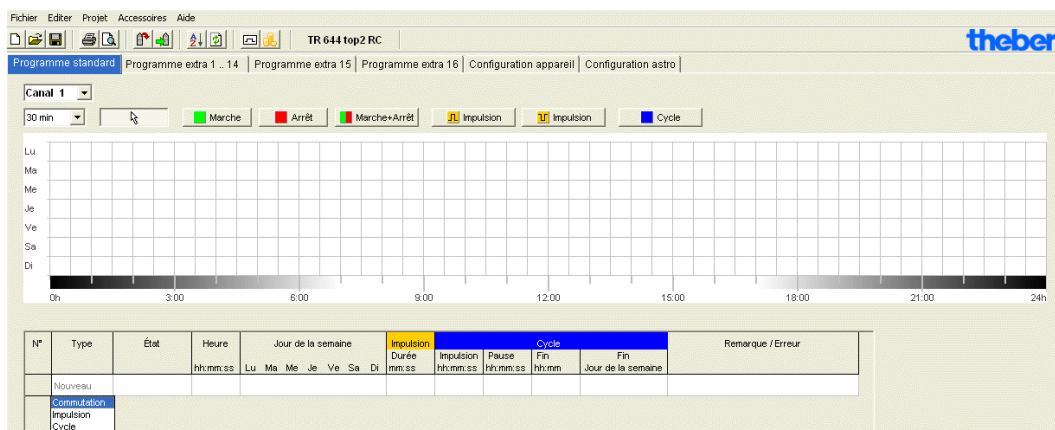 Fichier Editer Projet Accessoires Aide
TR 644 top2 RC
theben
Programme standard Programme extra 1 .. 14 Programme extra 15 Programme extra 16 Configuration appareil Configuration astro
Canal 1
30 min Marche Arrêt Marche+Arrêt Impulsion Impulsion Cycle
Lu
Ma
Me
Je
Ve
Sa
Di
0h 3:00 6:00 9:00 12:00 15:00 18:00 21:00 24h
N° Type État Heure Jour de la semaine Impulsion Cycle Remarque / Erreur
Durée Impulsion Pause Fin Fin
hh:mm:ss Lu Ma Me Je Ve Sa Di mm:ss hh:mm:ss hh:mm:ss hh:mm Jour de la semaine
Nouveau
Commutation
Impulsion
Cycle